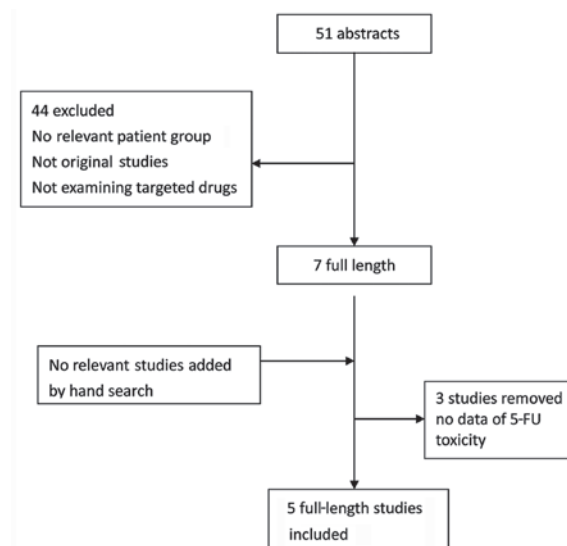 51 abstracts
44 excluded
No relevant patient group
Not original studies
Not examining targeted drugs
7 full length
No relevant studies added
by hand search
3 studies removed
no data of 5-FU
toxicity
5 full-length studies
included